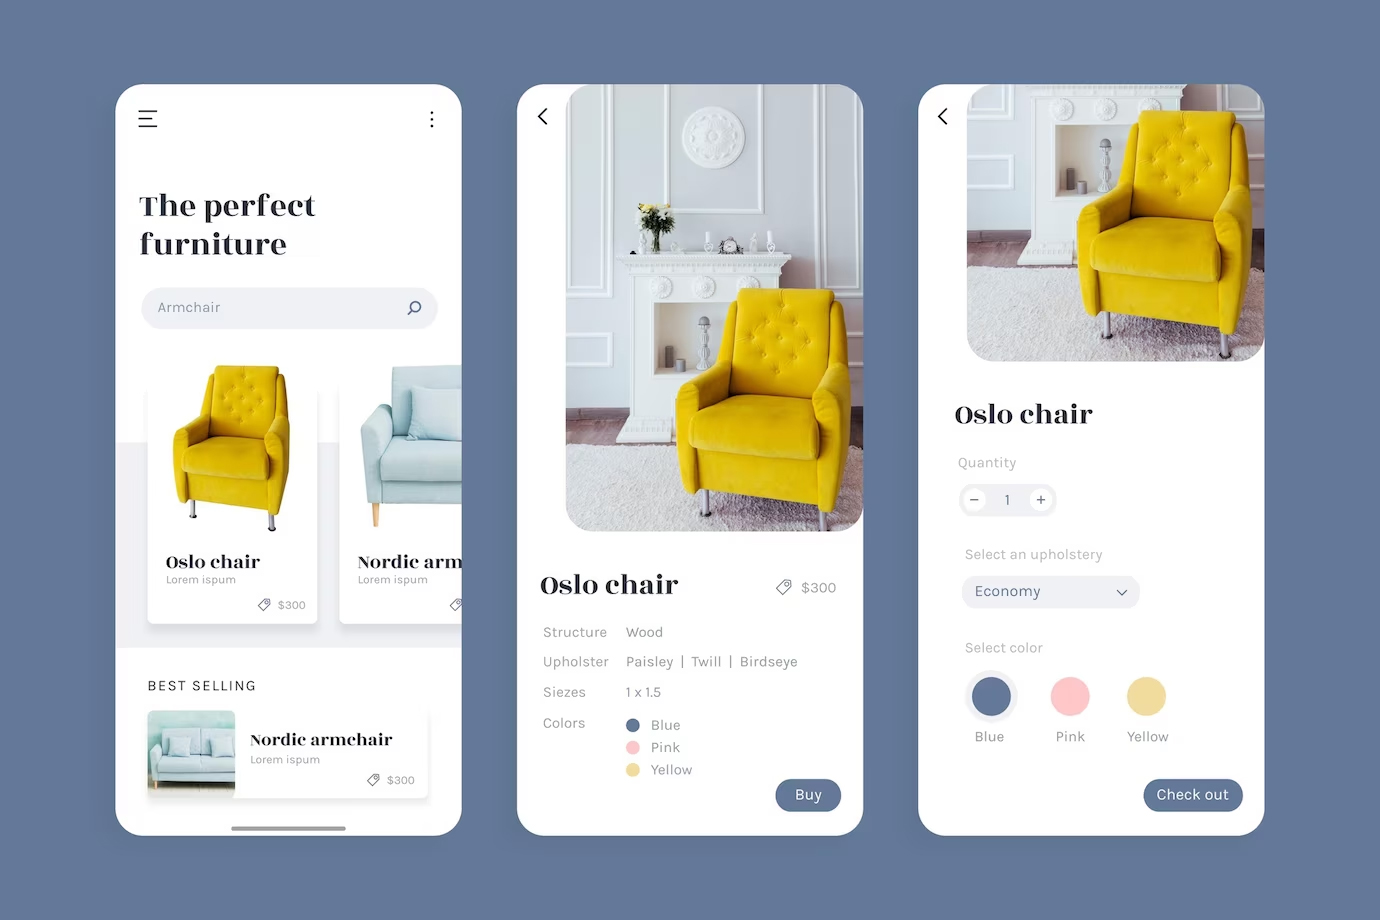 The perfect
furniture
Armchair
Oslo chair
Lorem ispum
$300
Nordic arm
Lorem ispum
BEST SELLING
Nordic armchair
Lorem ispum
$300
Oslo chair
$300
Structure Wood
Upholster Paisley | Twill | Birdseye
Siezes 1 x 1.5
Colors Blue
Pink
Yellow
Buy
Oslo chair
Quantity
− 1 +
Select an upholstery
Economy
Select color
Blue Pink Yellow
Check out